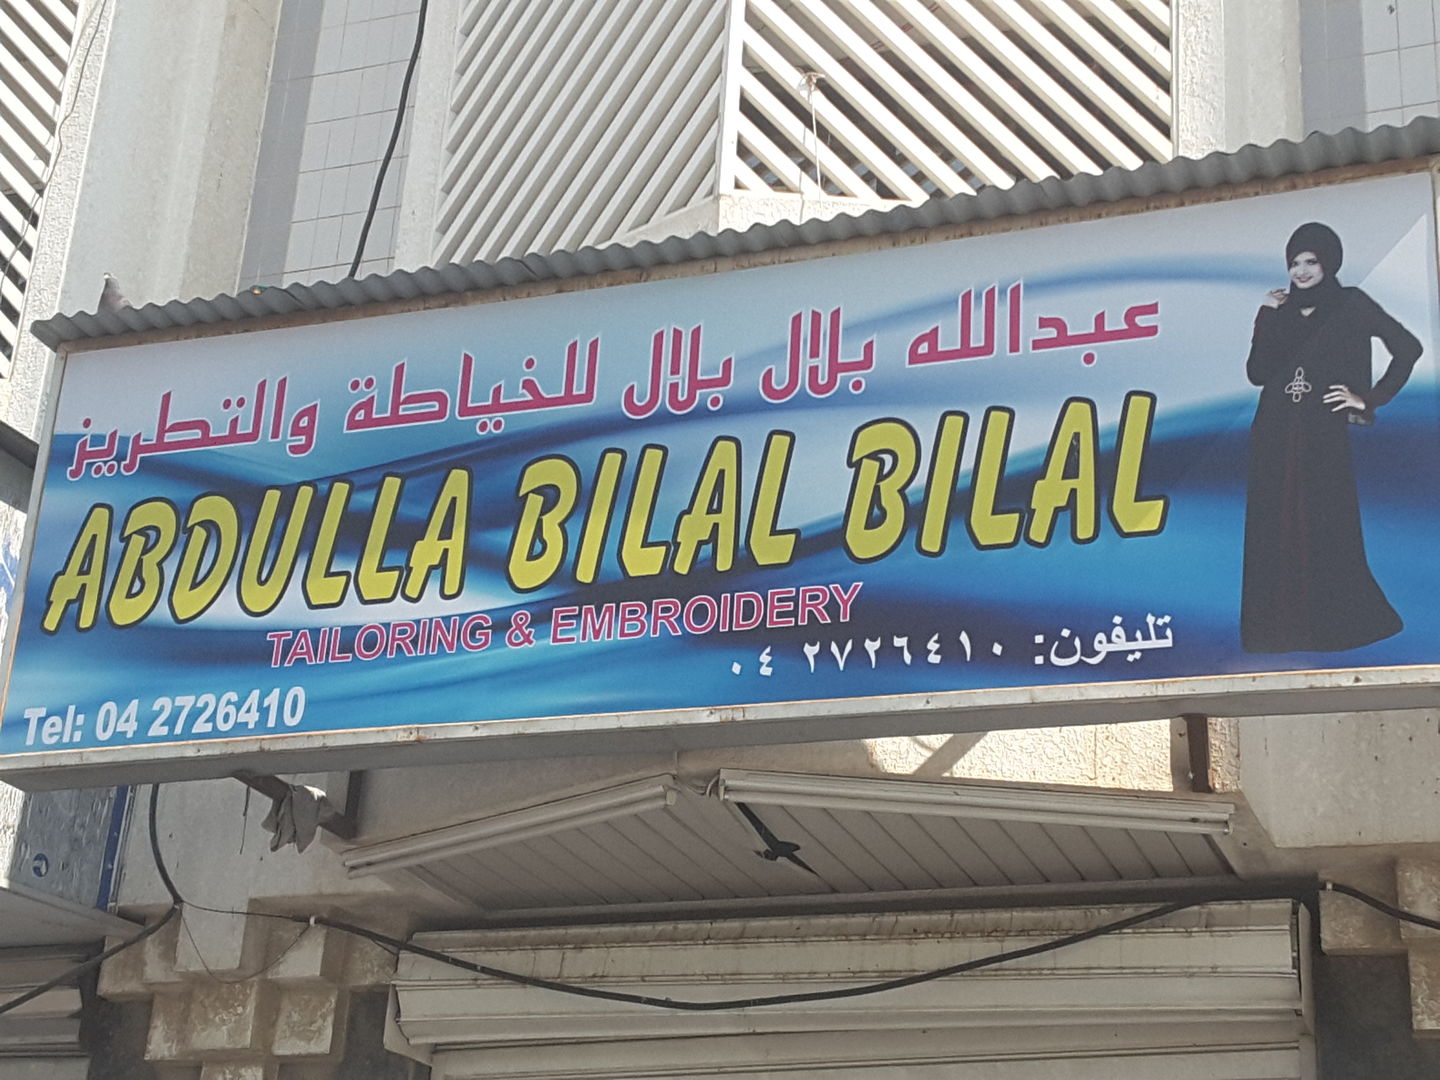 عبدالله بلال بلال للخياطة والتطريز
ABDULLA BILAL BILAL
TAILORING & EMBROIDERY
تليفون: ٠٤ ٢٧٢٦٤١٠
Tel: 04 2726410